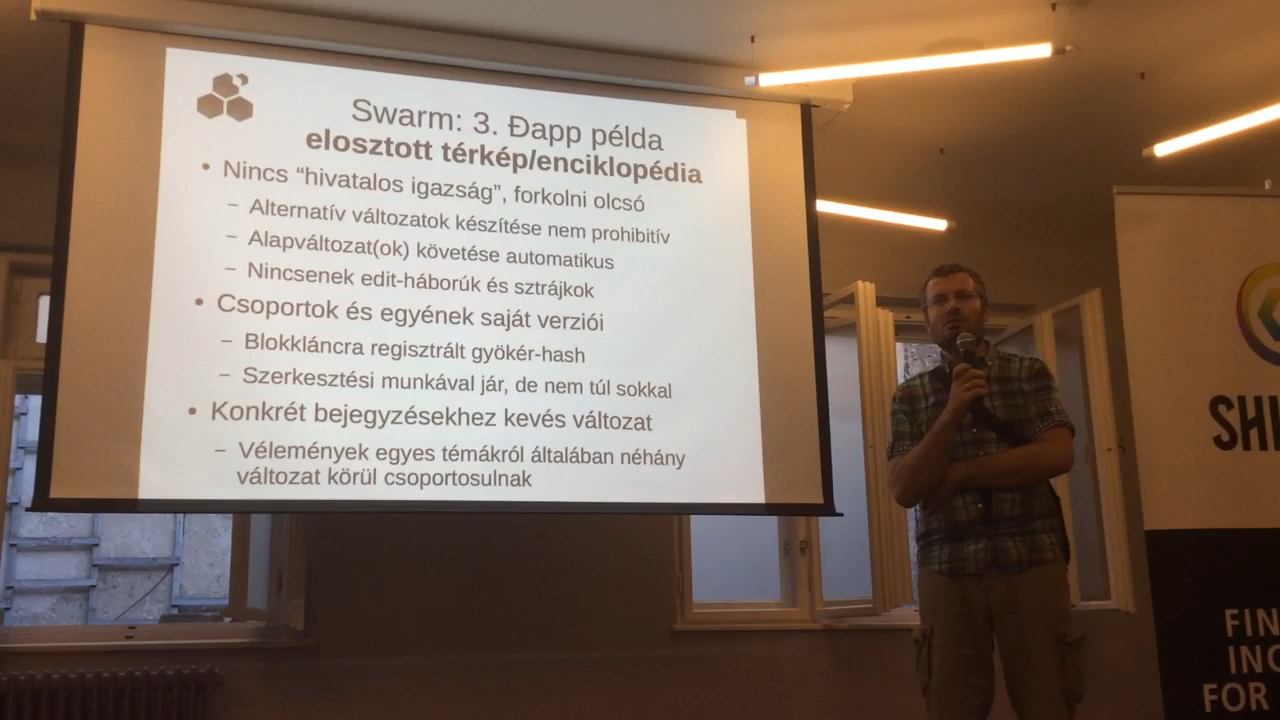 Swarm: 3. Đapp példa
elosztott térkép/enciklopédia
• Nincs “hivatalos igazság”, forkolni olcsó
– Alternatív változatok készítése nem prohibitív
– Alapváltozat(ok) követése automatikus
– Nincsenek edit-háborúk és sztrájkok
• Csoportok és egyének saját verziói
– Blokkláncra regisztrált gyökér-hash
– Szerkesztési munkával jár, de nem túl sokkal
• Konkrét bejegyzésekhez kevés változat
– Vélemények egyes témákról általában néhány
változat körül csoportosulnak
FIN
FOR